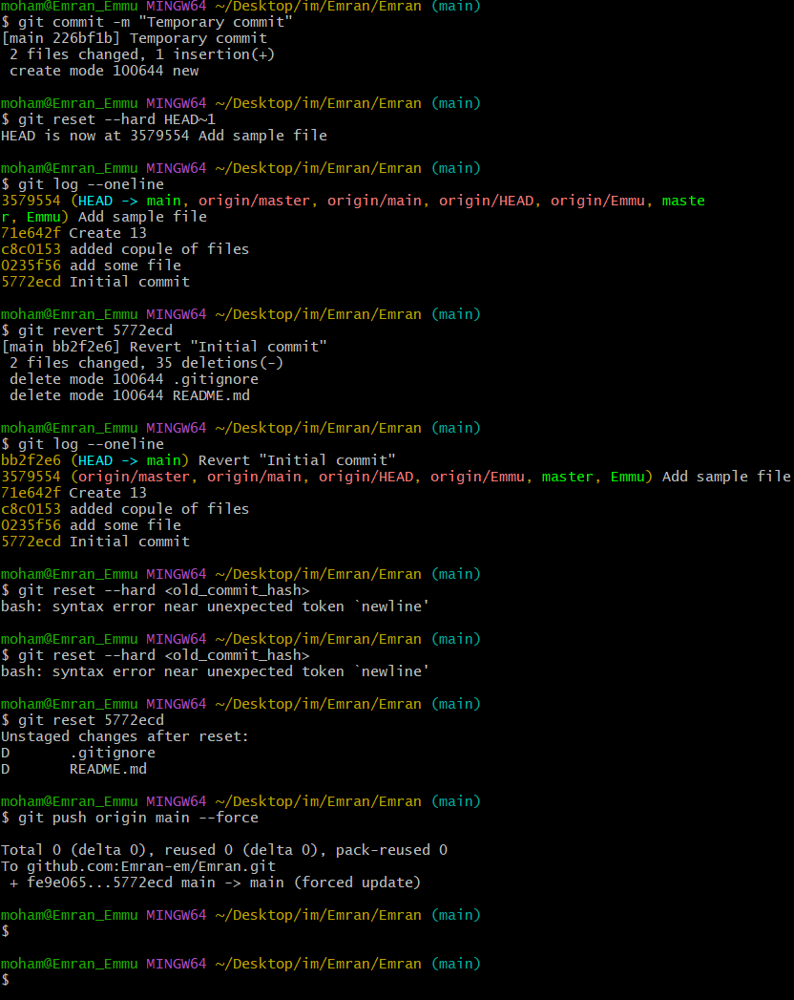 moham@Emran_Emmu MINGW64 ~/Desktop/im/Emran/Emran (main)
$ git commit -m "Temporary commit"
[main 226bf1b] Temporary commit
 2 files changed, 1 insertion(+)
 create mode 100644 new
moham@Emran_Emmu MINGW64 ~/Desktop/im/Emran/Emran (main)
$ git reset --hard HEAD~1
HEAD is now at 3579554 Add sample file
moham@Emran_Emmu MINGW64 ~/Desktop/im/Emran/Emran (main)
$ git log --oneline
3579554 (HEAD -> main, origin/master, origin/main, origin/HEAD, origin/Emmu, maste
r, Emmu) Add sample file
71e642f Create 13
c8c0153 added copule of files
0235f56 add some file
5772ecd Initial commit
moham@Emran_Emmu MINGW64 ~/Desktop/im/Emran/Emran (main)
$ git revert 5772ecd
[main bb2f2e6] Revert "Initial commit"
 2 files changed, 35 deletions(-)
 delete mode 100644 .gitignore
 delete mode 100644 README.md
moham@Emran_Emmu MINGW64 ~/Desktop/im/Emran/Emran (main)
$ git log --oneline
bb2f2e6 (HEAD -> main) Revert "Initial commit"
3579554 (origin/master, origin/main, origin/HEAD, origin/Emmu, master, Emmu) Add sample file
71e642f Create 13
c8c0153 added copule of files
0235f56 add some file
5772ecd Initial commit
moham@Emran_Emmu MINGW64 ~/Desktop/im/Emran/Emran (main)
$ git reset --hard <old_commit_hash>
bash: syntax error near unexpected token `newline'
moham@Emran_Emmu MINGW64 ~/Desktop/im/Emran/Emran (main)
$ git reset --hard <old_commit_hash>
bash: syntax error near unexpected token `newline'
moham@Emran_Emmu MINGW64 ~/Desktop/im/Emran/Emran (main)
$ git reset 5772ecd
Unstaged changes after reset:
D       .gitignore
D       README.md
moham@Emran_Emmu MINGW64 ~/Desktop/im/Emran/Emran (main)
$ git push origin main --force
Total 0 (delta 0), reused 0 (delta 0), pack-reused 0
To github.com:Emran-em/Emran.git
 + fe9e065...5772ecd main -> main (forced update)
moham@Emran_Emmu MINGW64 ~/Desktop/im/Emran/Emran (main)
$
moham@Emran_Emmu MINGW64 ~/Desktop/im/Emran/Emran (main)
$